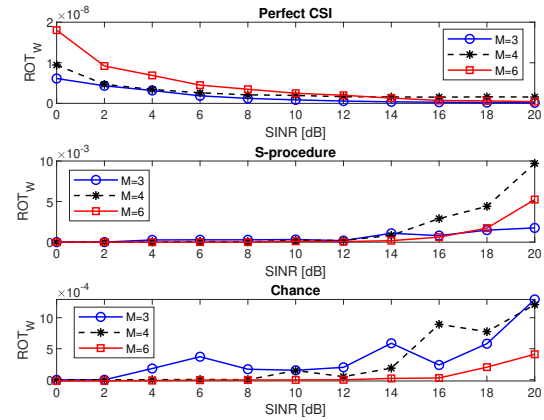 Perfect CSI
2 ×10^-8
1
0
ROT_W
M=3
M=4
M=6
0 2 4 6 8 10 12 14 16 18 20
SINR [dB]
S-procedure
10 ×10^-3
5
0
ROT_W
M=3
M=4
M=6
0 2 4 6 8 10 12 14 16 18 20
SINR [dB]
Chance
10 ×10^-4
5
0
ROT_W
M=3
M=4
M=6
0 2 4 6 8 10 12 14 16 18 20
SINR [dB]